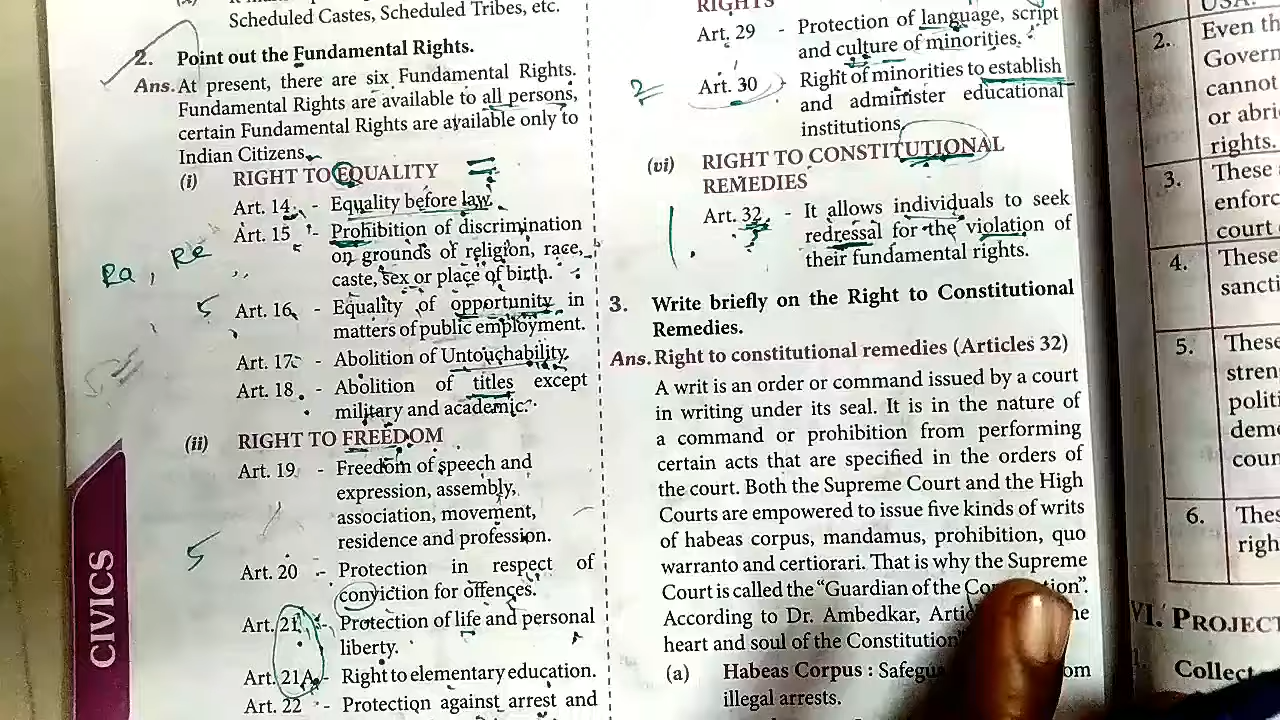 Scheduled Castes, Scheduled Tribes, etc.
2. Point out the Fundamental Rights.
Ans. At present, there are six Fundamental Rights.
Fundamental Rights are available to all persons,
certain Fundamental Rights are available only to
Indian Citizens.
(i) RIGHT TO EQUALITY
Art. 14 - Equality before law.
Art. 15 - Prohibition of discrimination
on grounds of religion, race,
caste, sex or place of birth.
Ra, Re
5
Art. 16 - Equality of opportunity in
matters of public employment.
Art. 17 - Abolition of Untouchability.
Art. 18 - Abolition of titles except
military and academic.
(ii) RIGHT TO FREEDOM
Art. 19 - Freedom of speech and
expression, assembly,
association, movement,
residence and profession.
5
Art. 20 - Protection in respect of
conviction for offences.
Art. 21 - Protection of life and personal
liberty.
Art. 21A - Right to elementary education.
Art. 22 - Protection against arrest and
CIVICS
RIGHTS
Art. 29 - Protection of language, script
and culture of minorities.
2
Art. 30 - Right of minorities to establish
and administer educational
institutions
(vi) RIGHT TO CONSTITUTIONAL
REMEDIES
Art. 32 - It allows individuals to seek
redressal for the violation of
their fundamental rights.
3. Write briefly on the Right to Constitutional
Remedies.
Ans. Right to constitutional remedies (Articles 32)
A writ is an order or command issued by a court
in writing under its seal. It is in the nature of
a command or prohibition from performing
certain acts that are specified in the orders of
the court. Both the Supreme Court and the High
Courts are empowered to issue five kinds of writs
of habeas corpus, mandamus, prohibition, quo
warranto and certiorari. That is why the Supreme
Court is called the "Guardian of the
According to Dr. Ambedkar,
heart and soul of the Constitution
(a) Habeas Corpus :
illegal arrests.
USA.
2. Even
Govern
cannot
or
rights.
3. These
enforc
court
4. These
sancti
5. These
stren
politi
dem
coun
6. Thes
righ
VI. PROJECT
1. Collect